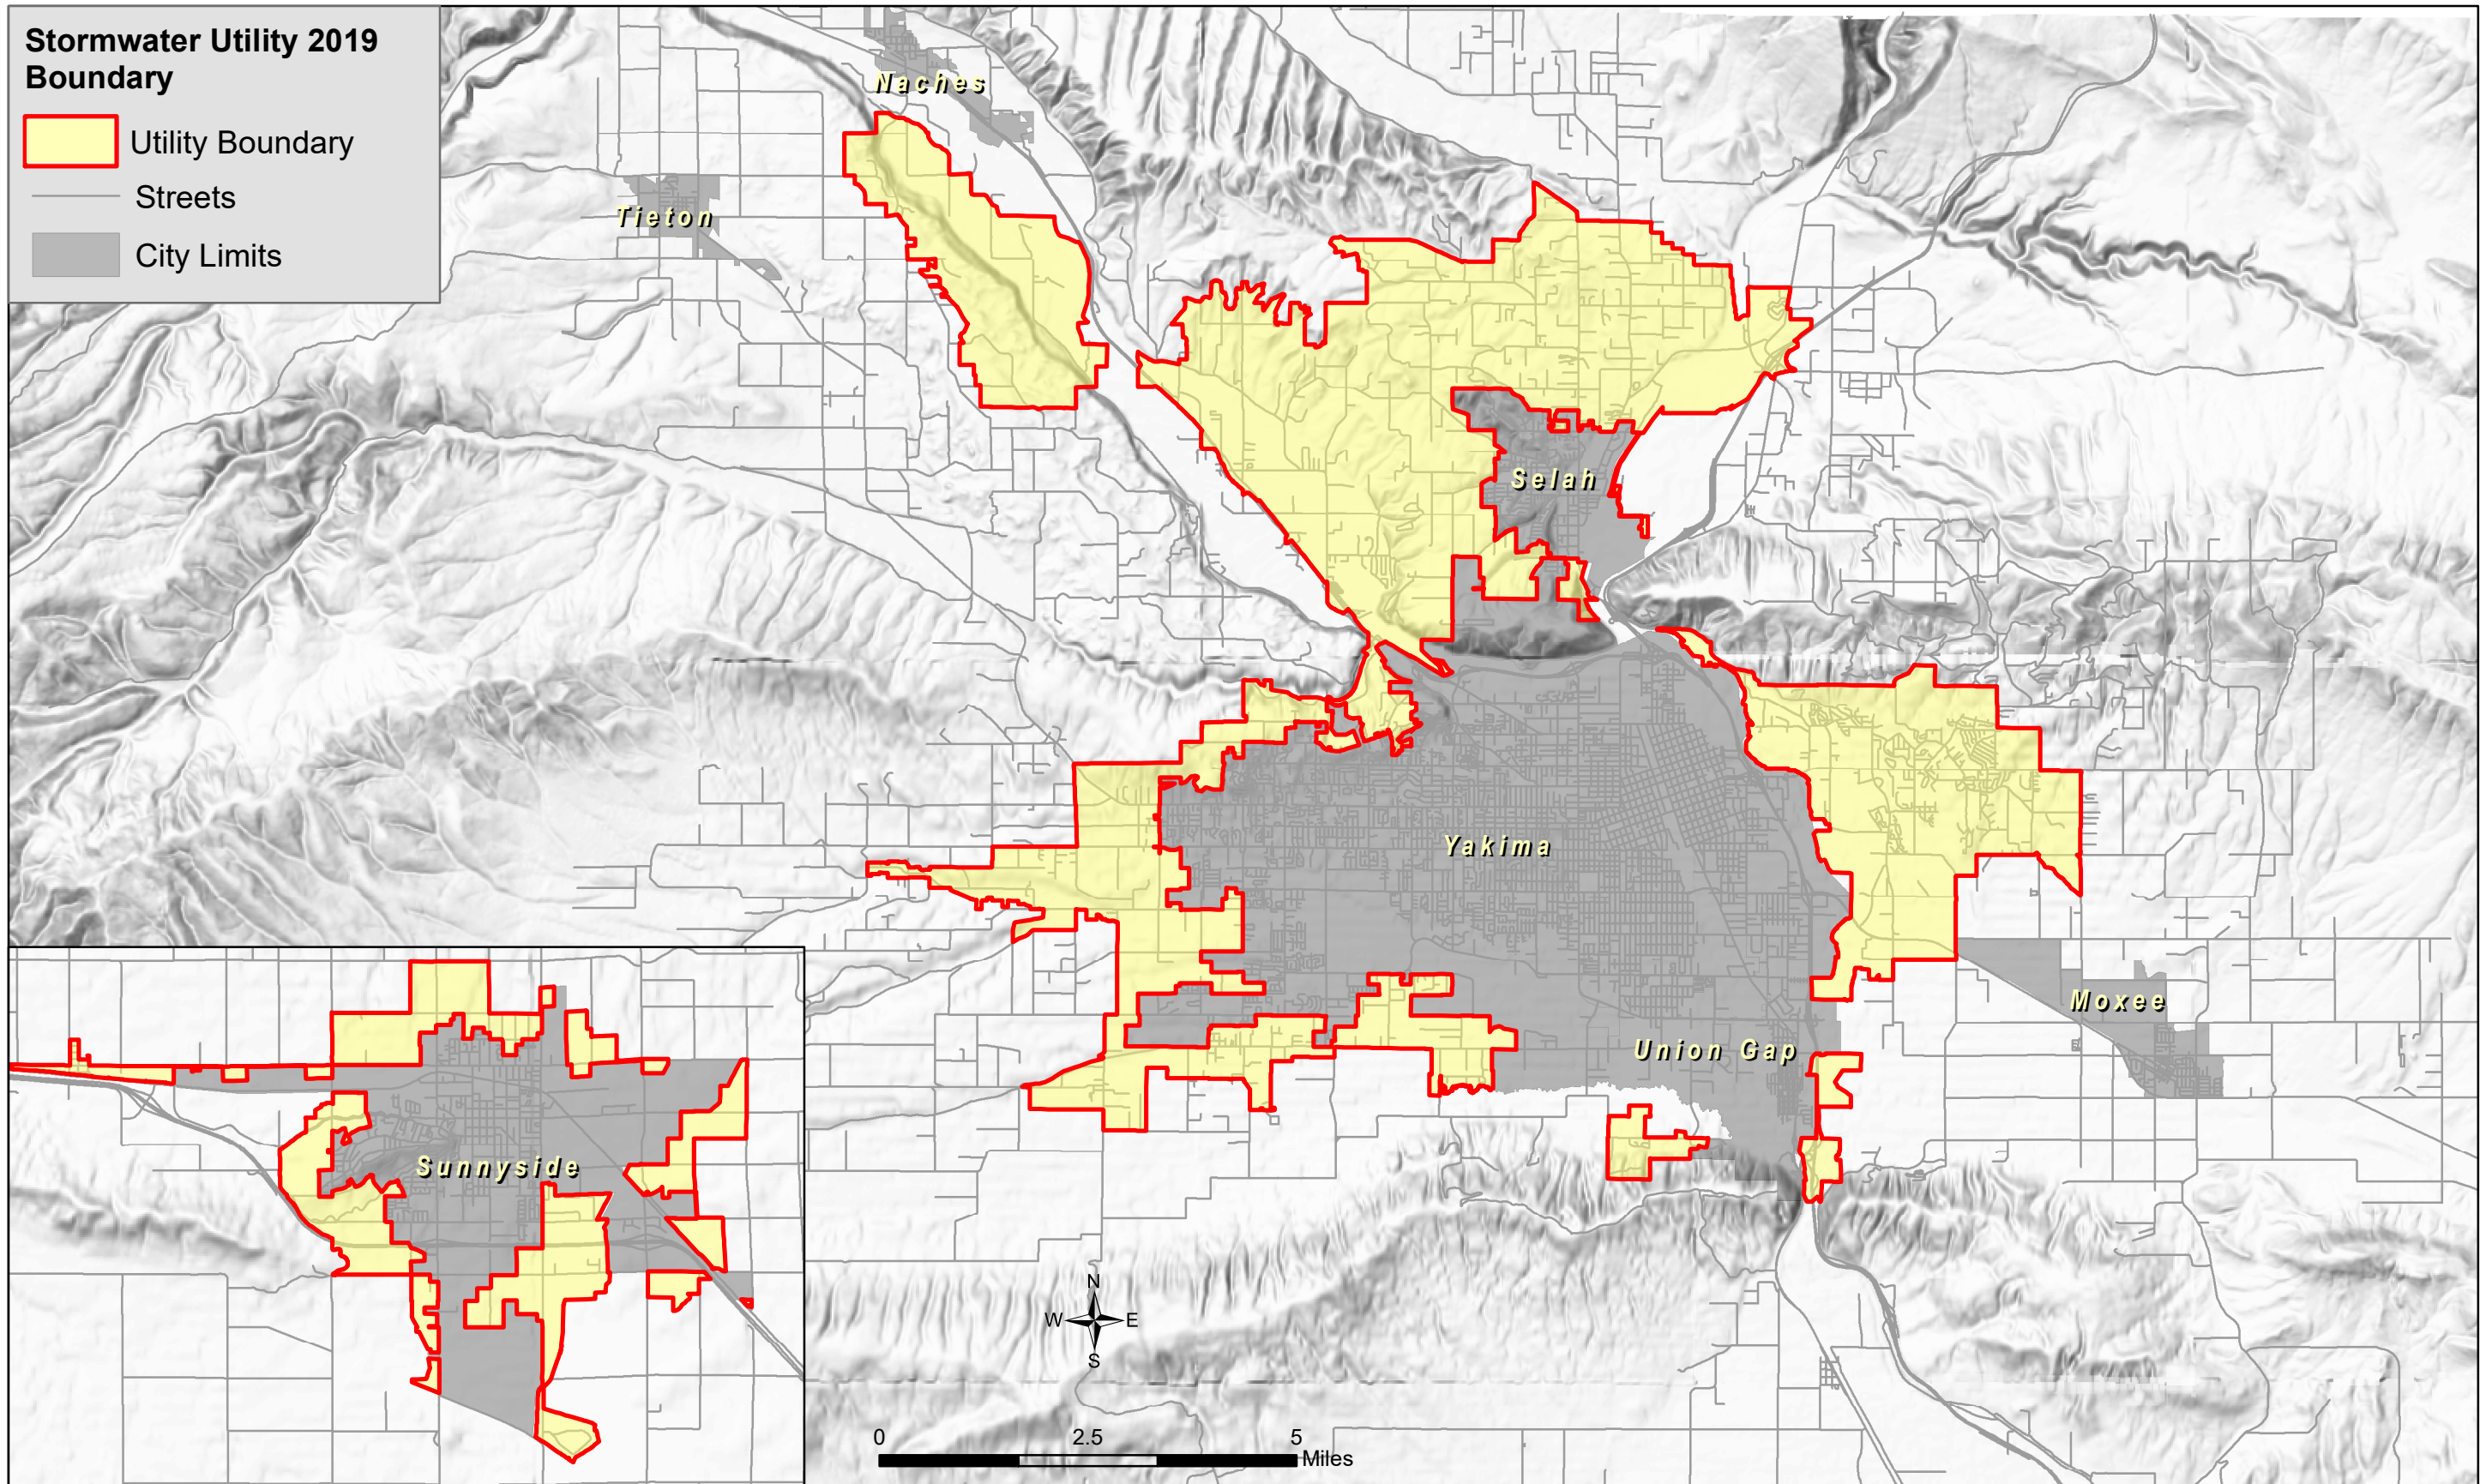 Stormwater Utility 2019
Boundary
Utility Boundary
Streets
City Limits
Naches
Tieton
Selah
Yakima
Moxee
Union Gap
Sunnyside
N
W E
S
0 2.5 5
Miles